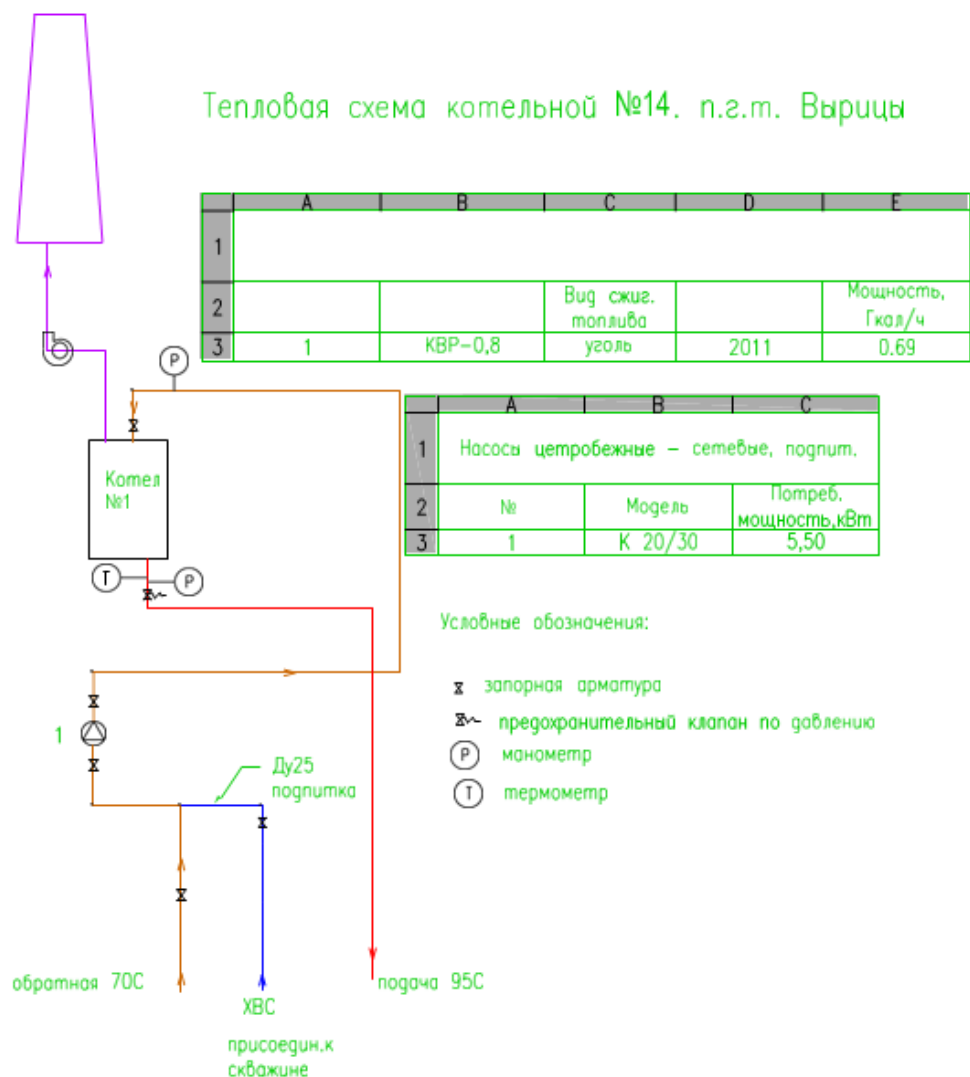 Тепловая схема котельной №14. п.г.т. Вырицы
A B C D E
1
2 Вид сжиг. Мощность,
топлива Гкал/ч
3 1 КВР-0,8 уголь 2011 0.69
P
A B C
1 Насосы цетробежные – сетевые, подпит.
2 № Модель Потреб.
мощность,кВт
3 1 К 20/30 5,50
Котел
№1
T P
Условные обозначения:
запорная арматура
предохранительный клапан по давлению
P манометр
T термометр
1
Ду25
подпитка
обратная 70С
ХВС
подача 95С
присоедин.к
скважине